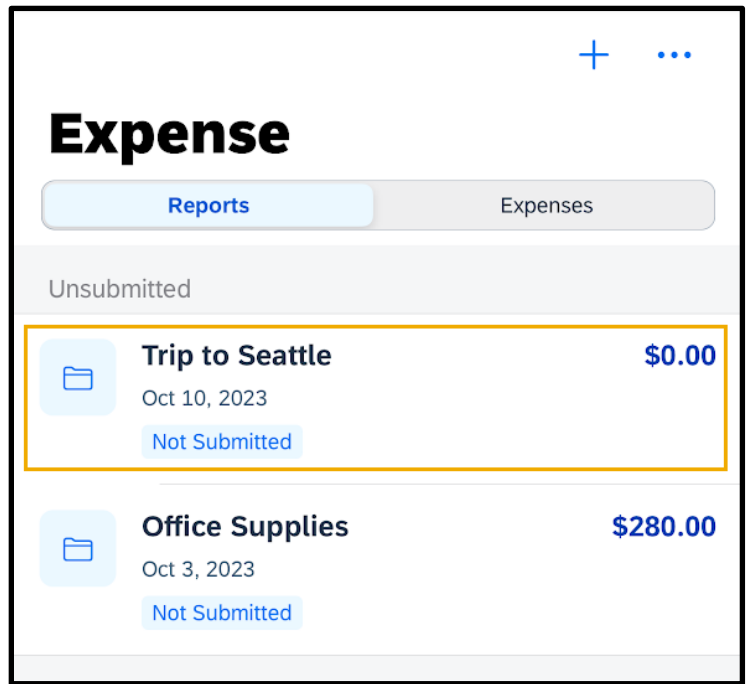 Expense
Reports Expenses
Unsubmitted
Trip to Seattle $0.00
Oct 10, 2023
Not Submitted
Office Supplies $280.00
Oct 3, 2023
Not Submitted